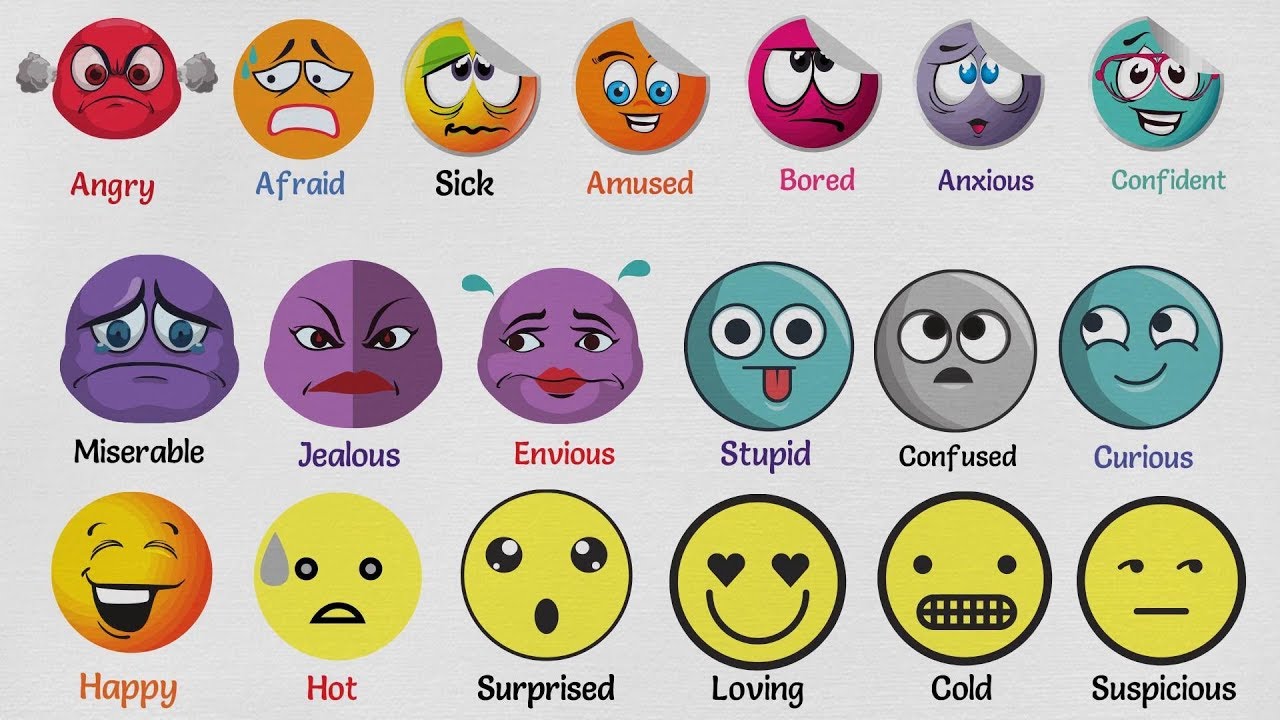 Angry Afraid Sick Amused Bored Anxious Confident
Miserable Jealous Envious Stupid Confused Curious
Happy Hot Surprised Loving Cold Suspicious